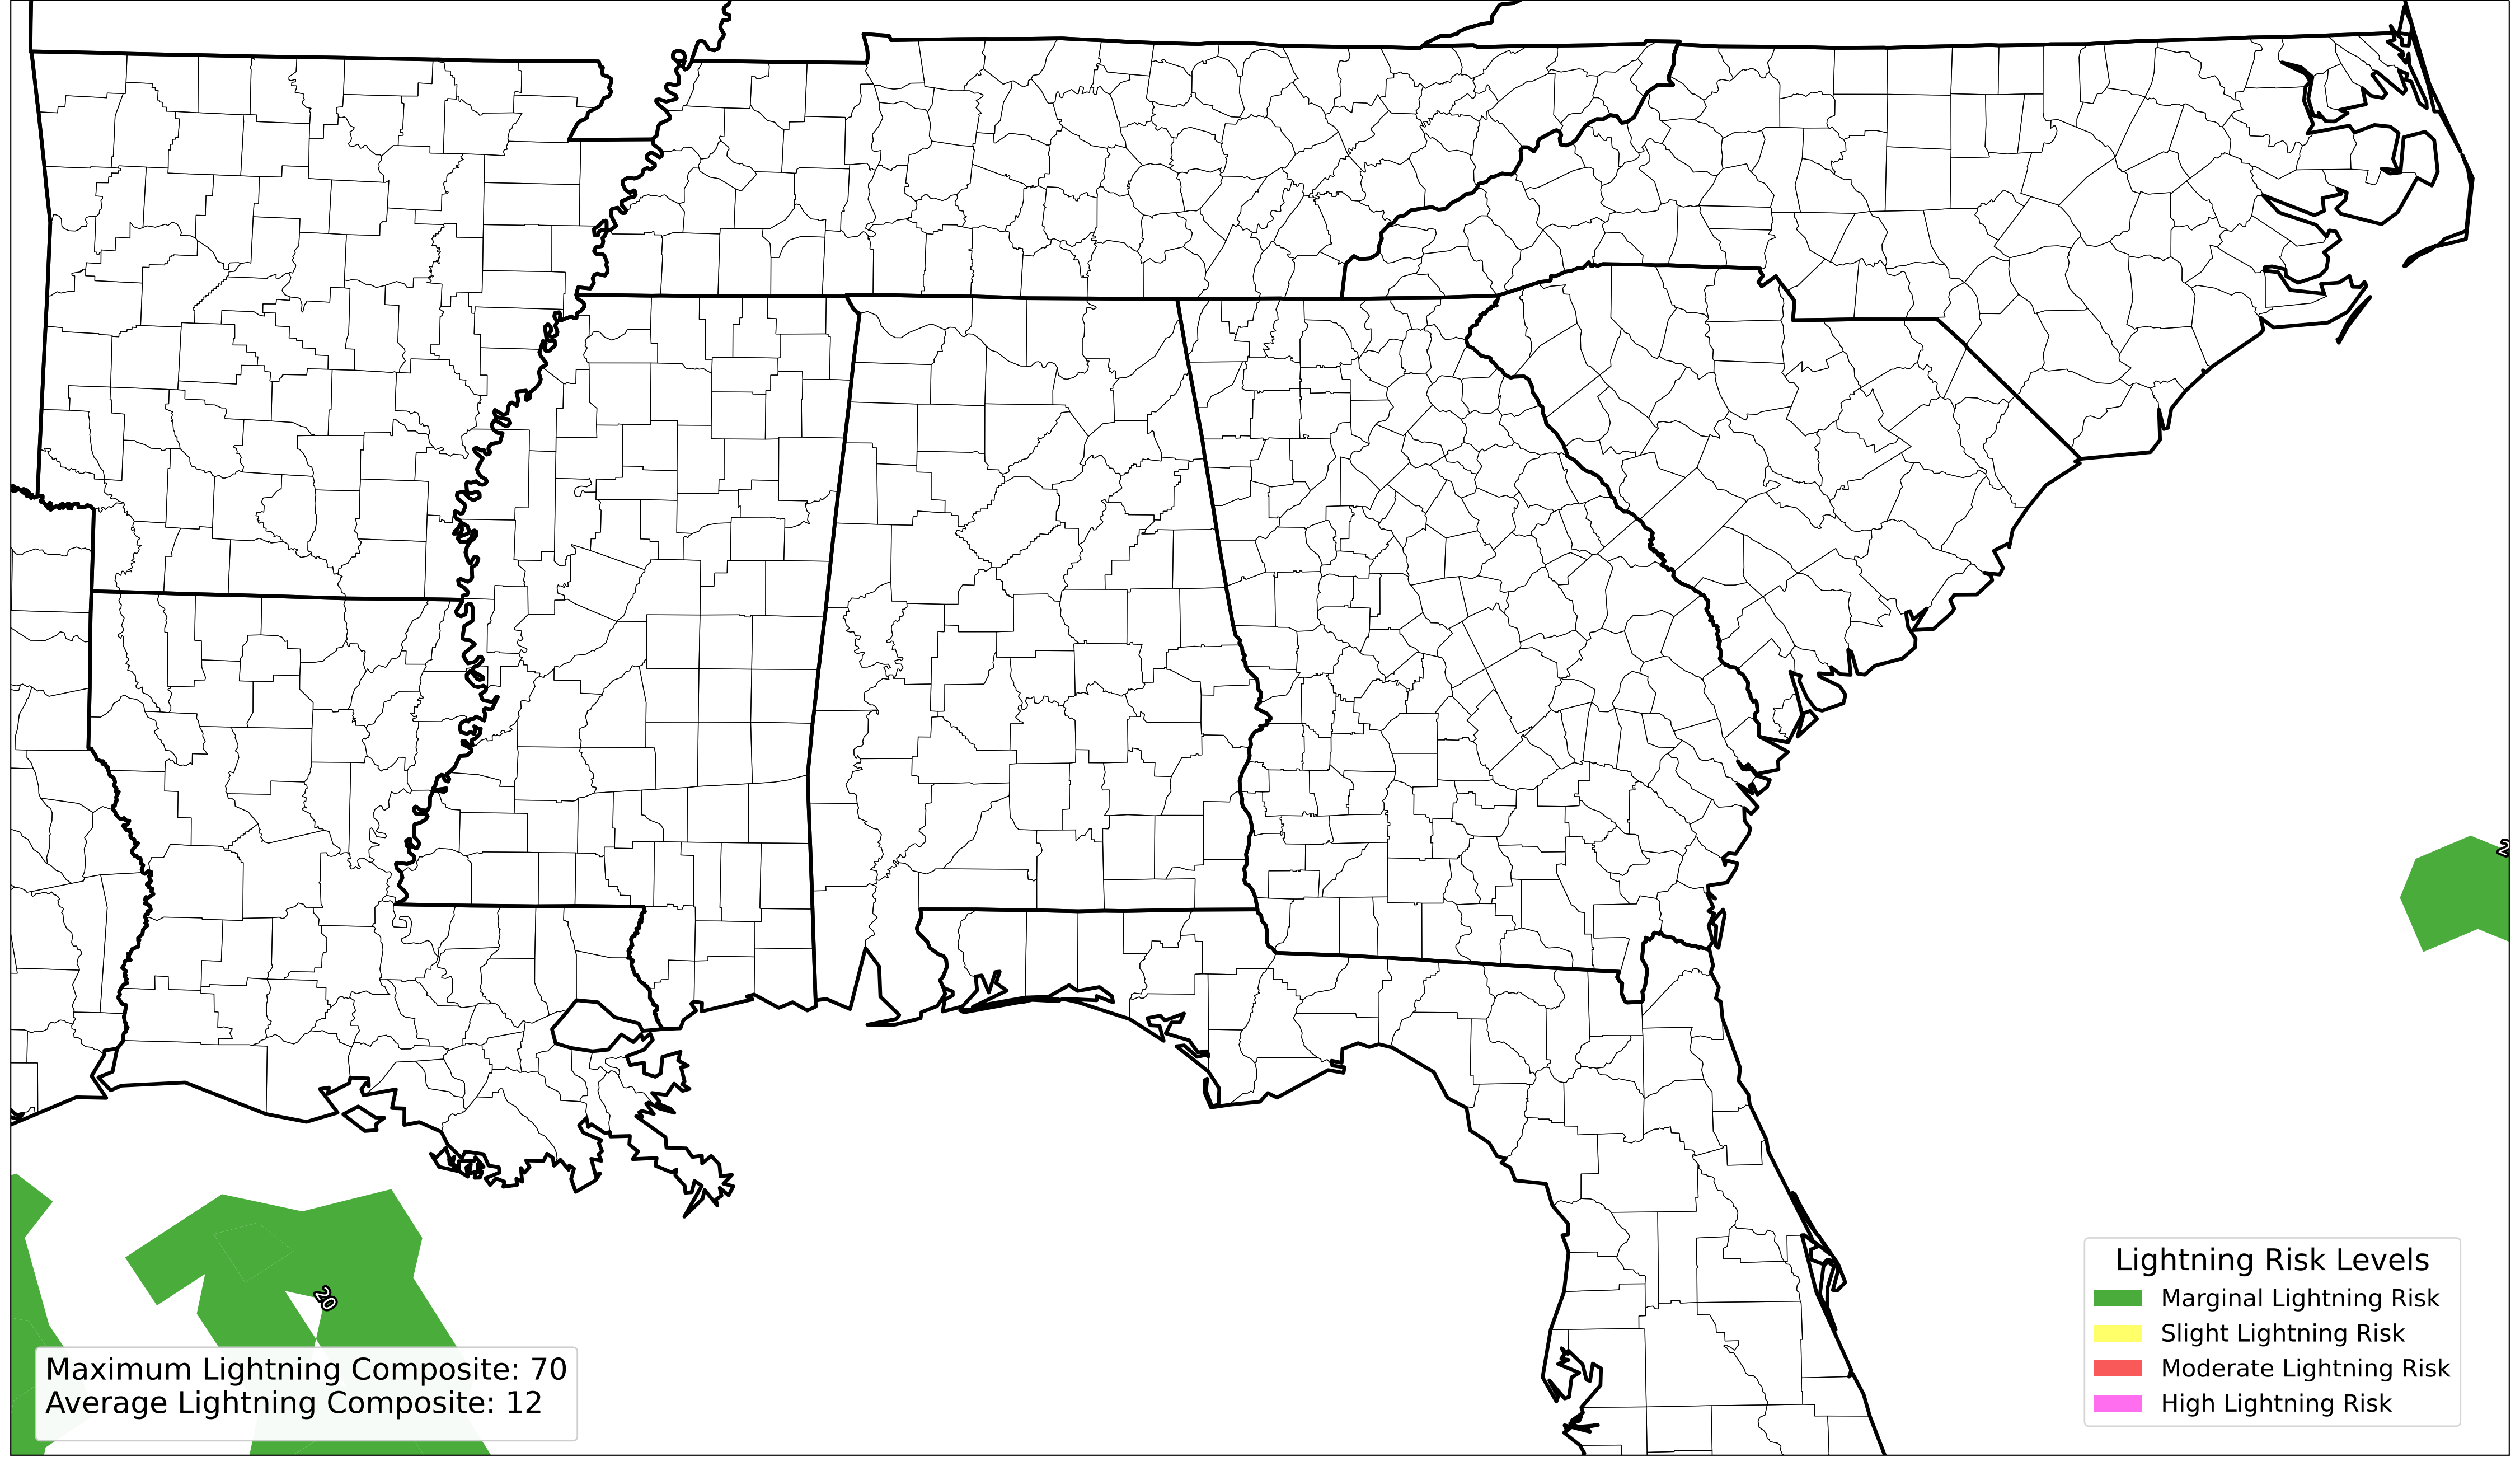 2
20
Maximum Lightning Composite: 70
Average Lightning Composite: 12
Lightning Risk Levels
Marginal Lightning Risk
Slight Lightning Risk
Moderate Lightning Risk
High Lightning Risk